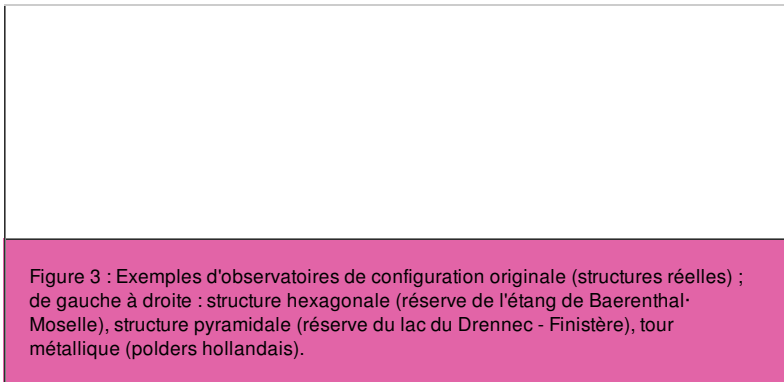 Figure 3 : Exemples d'observatoires de configuration originale (structures réelles) ;
de gauche à droite : structure hexagonale (réserve de l'étang de Baerenthal·
Moselle), structure pyramidale (réserve du lac du Drennec - Finistère), tour
métallique (polders hollandais).